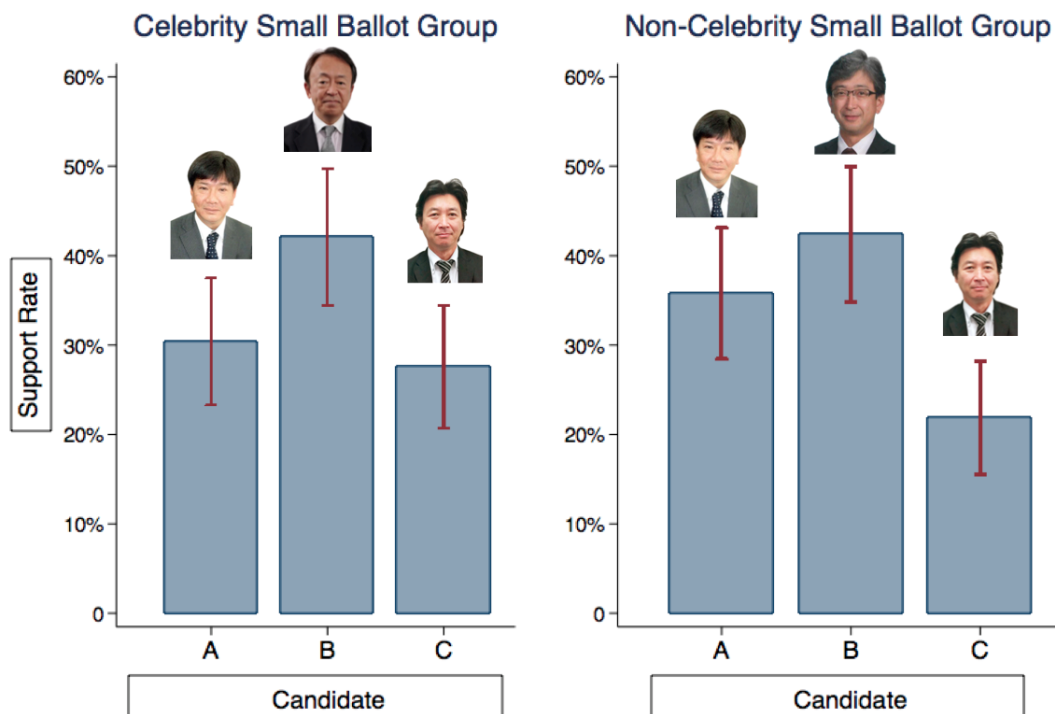 Celebrity Small Ballot Group
60%
50%
40%
30%
20%
10%
0
Support Rate
A B C
Candidate
Non-Celebrity Small Ballot Group
60%
50%
40%
30%
20%
10%
0
A B C
Candidate